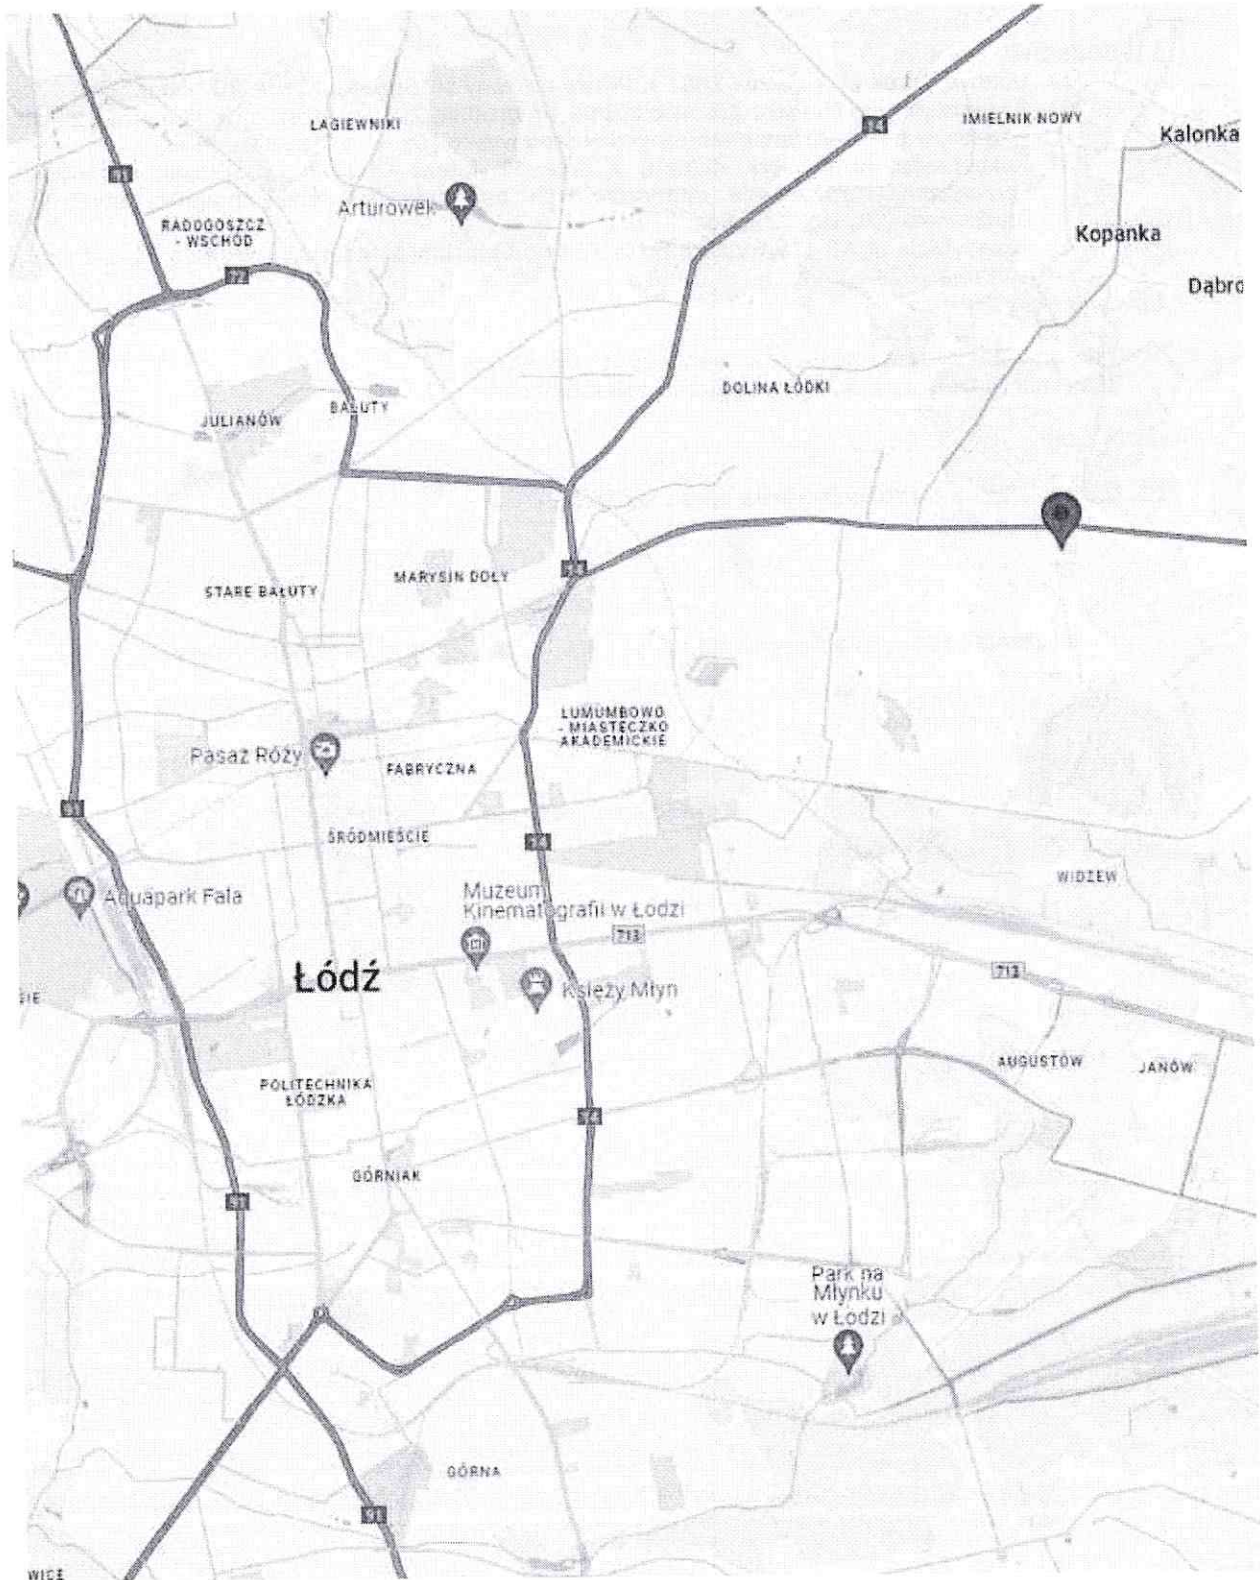 ŁAGIEWNIKI
14
IMIELNIK NOWY
Kalonka
91
Arturówek
RADOGOSZCZ
- WSCHÓD
Kopanka
72
Dąbro
DOLINA ŁÓDKI
BAŁUTY
JULIANÓW
MARYSIN DOŁY
STARE BAŁUTY
LUMUMBOWO
- MIASTECZKO
AKADEMICKIE
Pasaż Róży
FABRYCZNA
91
ŚRÓDMIEŚCIE
14
WIDZEW
Aquapark Fala
Muzeum
Kinematografii w Łodzi
713
Łódź
713
Księży Młyn
AUGUSTÓW
JANÓW
POLITECHNIKA
ŁÓDZKA
14
GÓRNIAK
91
Park na
Młynku
w Łodzi
GÓRNA
91
WICE